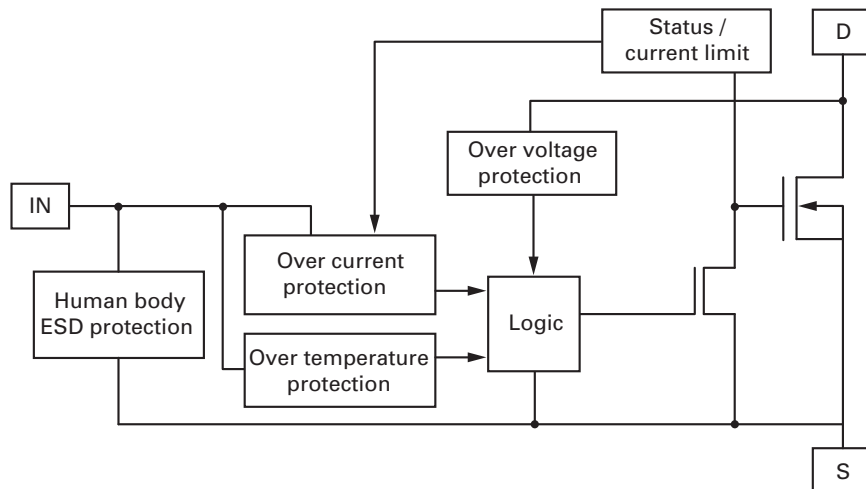 Status /
current limit
D
Over voltage
protection
IN
Over current
protection
Human body
ESD protection
Logic
Over temperature
protection
S